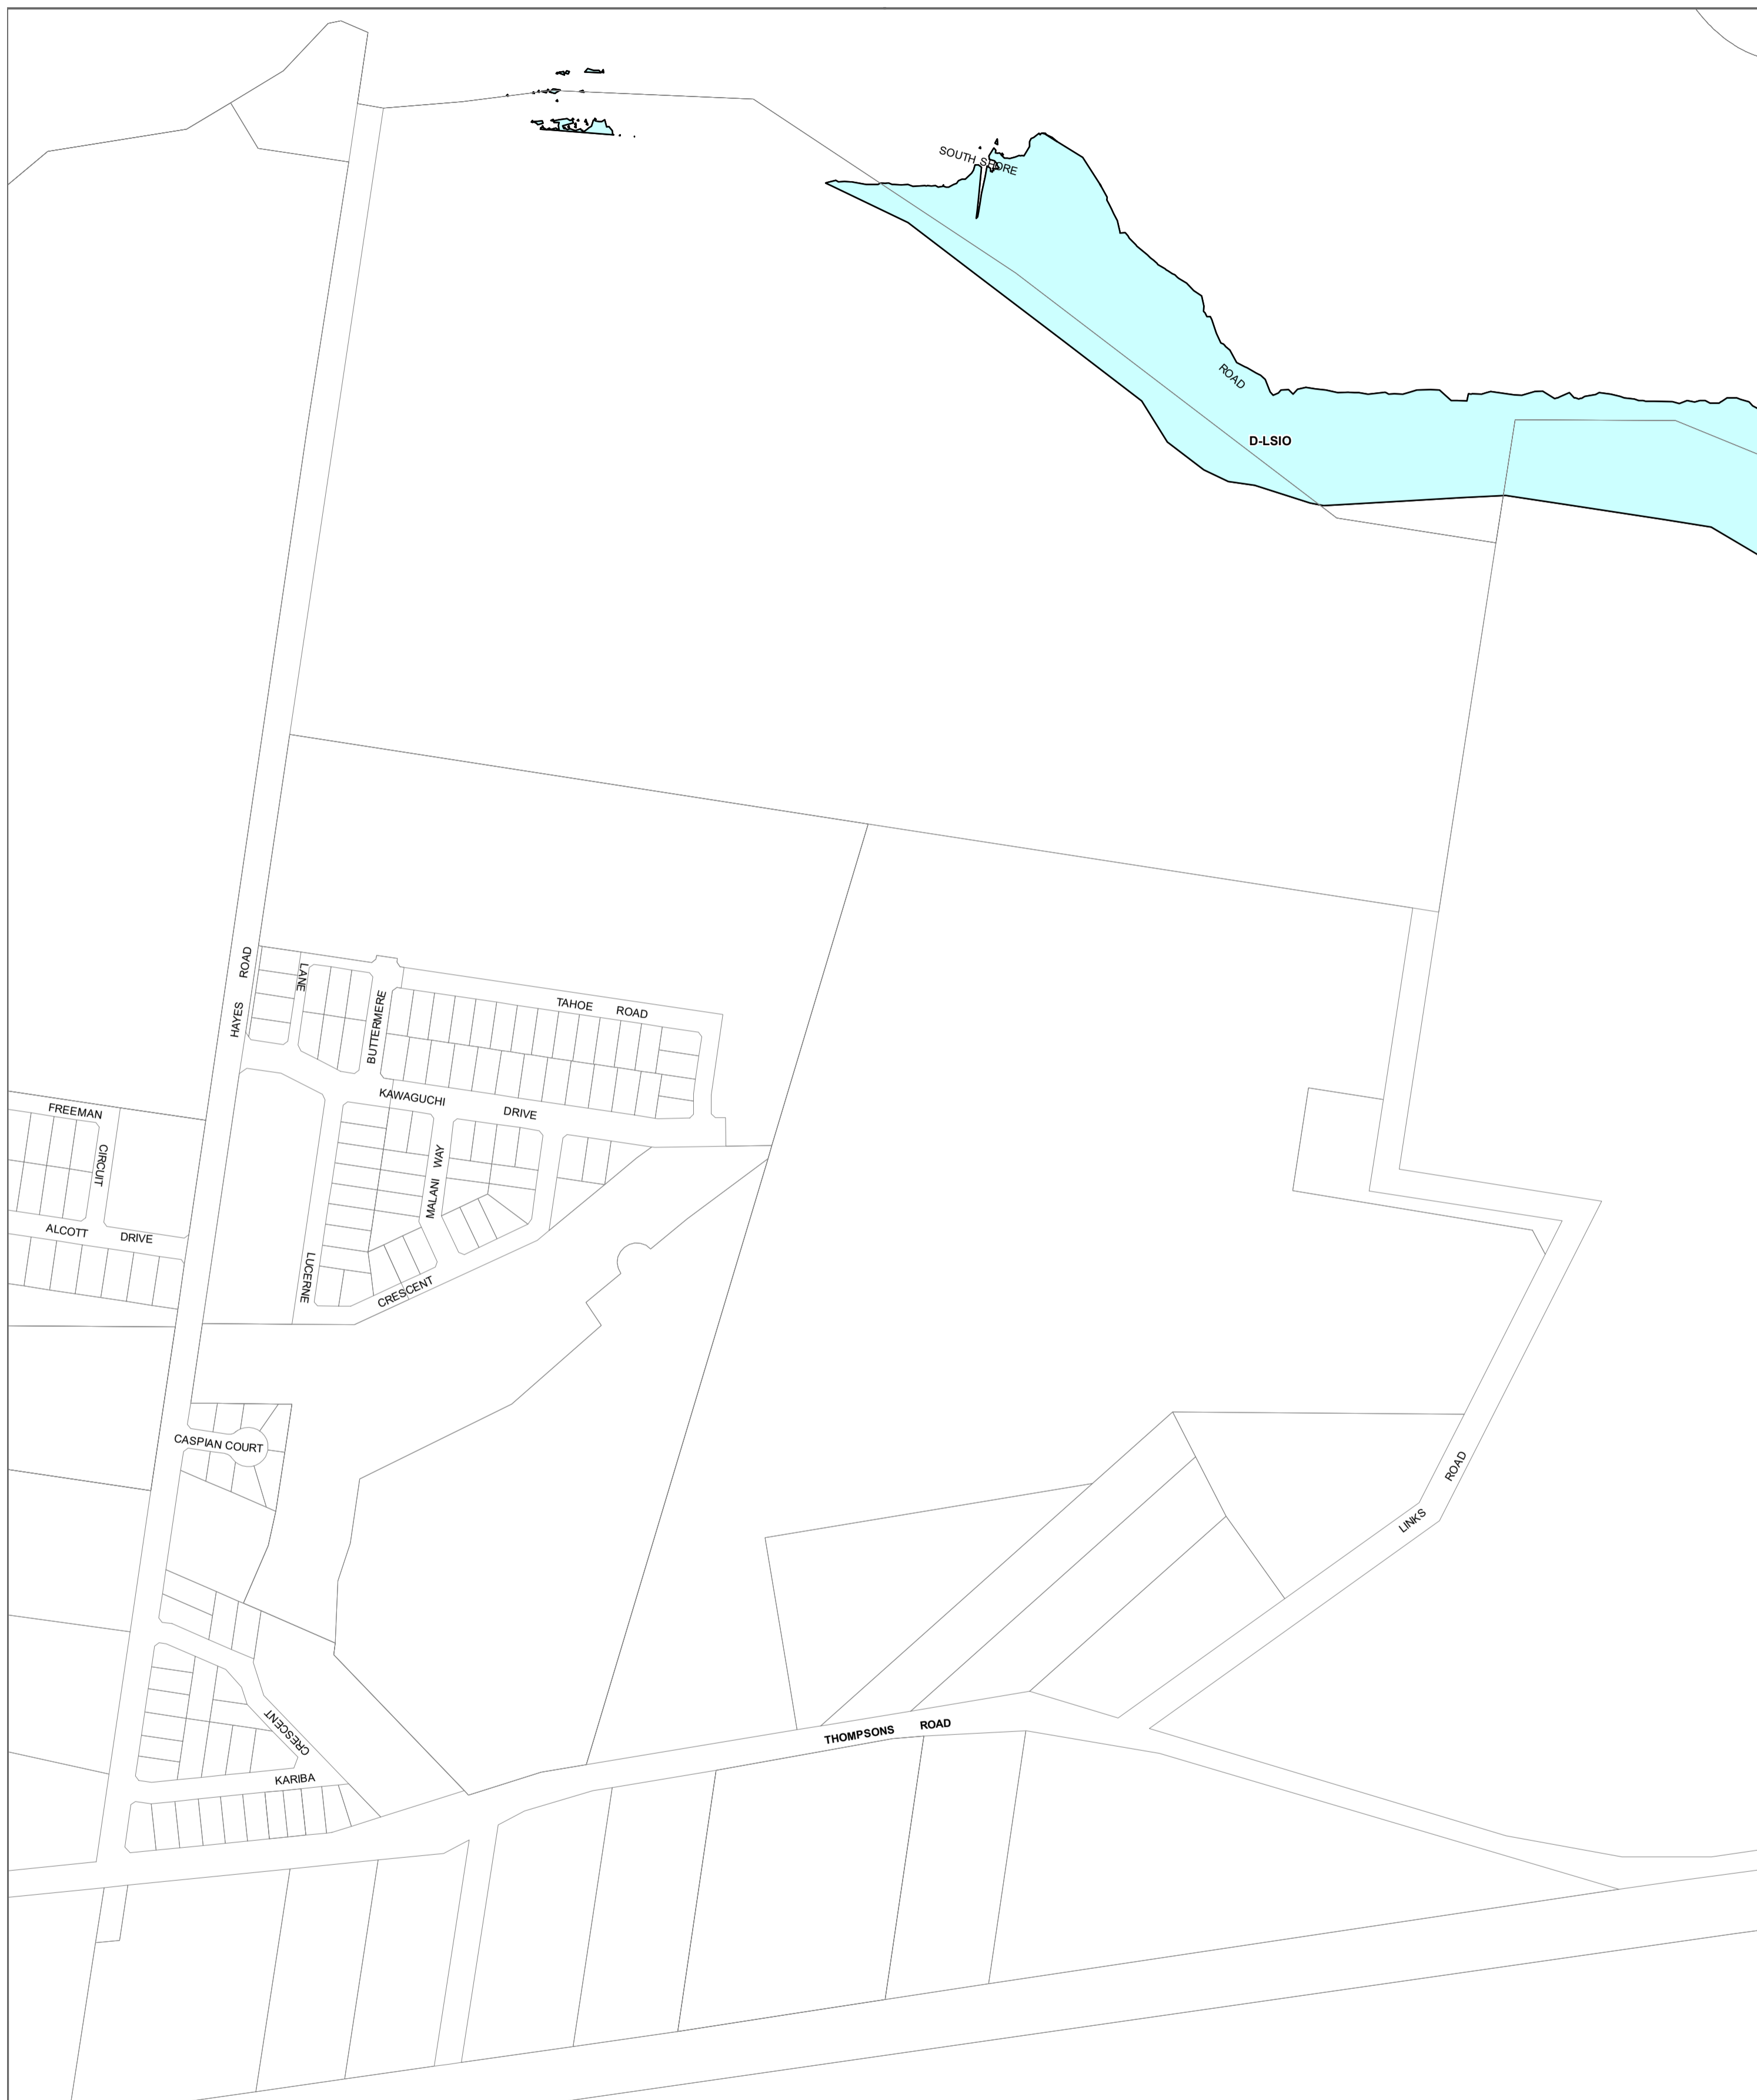 SOUTH SHORE
ROAD
D-LSIO
HAYES ROAD
LANE
BUTTERMERE
TAHOE ROAD
KAWAGUCHI DRIVE
FREEMAN
CIRCUIT
MALANI WAY
ALCOTT DRIVE
LUCERNE
CRESCENT
CASPIAN COURT
LINKS ROAD
CRESCENT
THOMPSONS ROAD
KARIBA